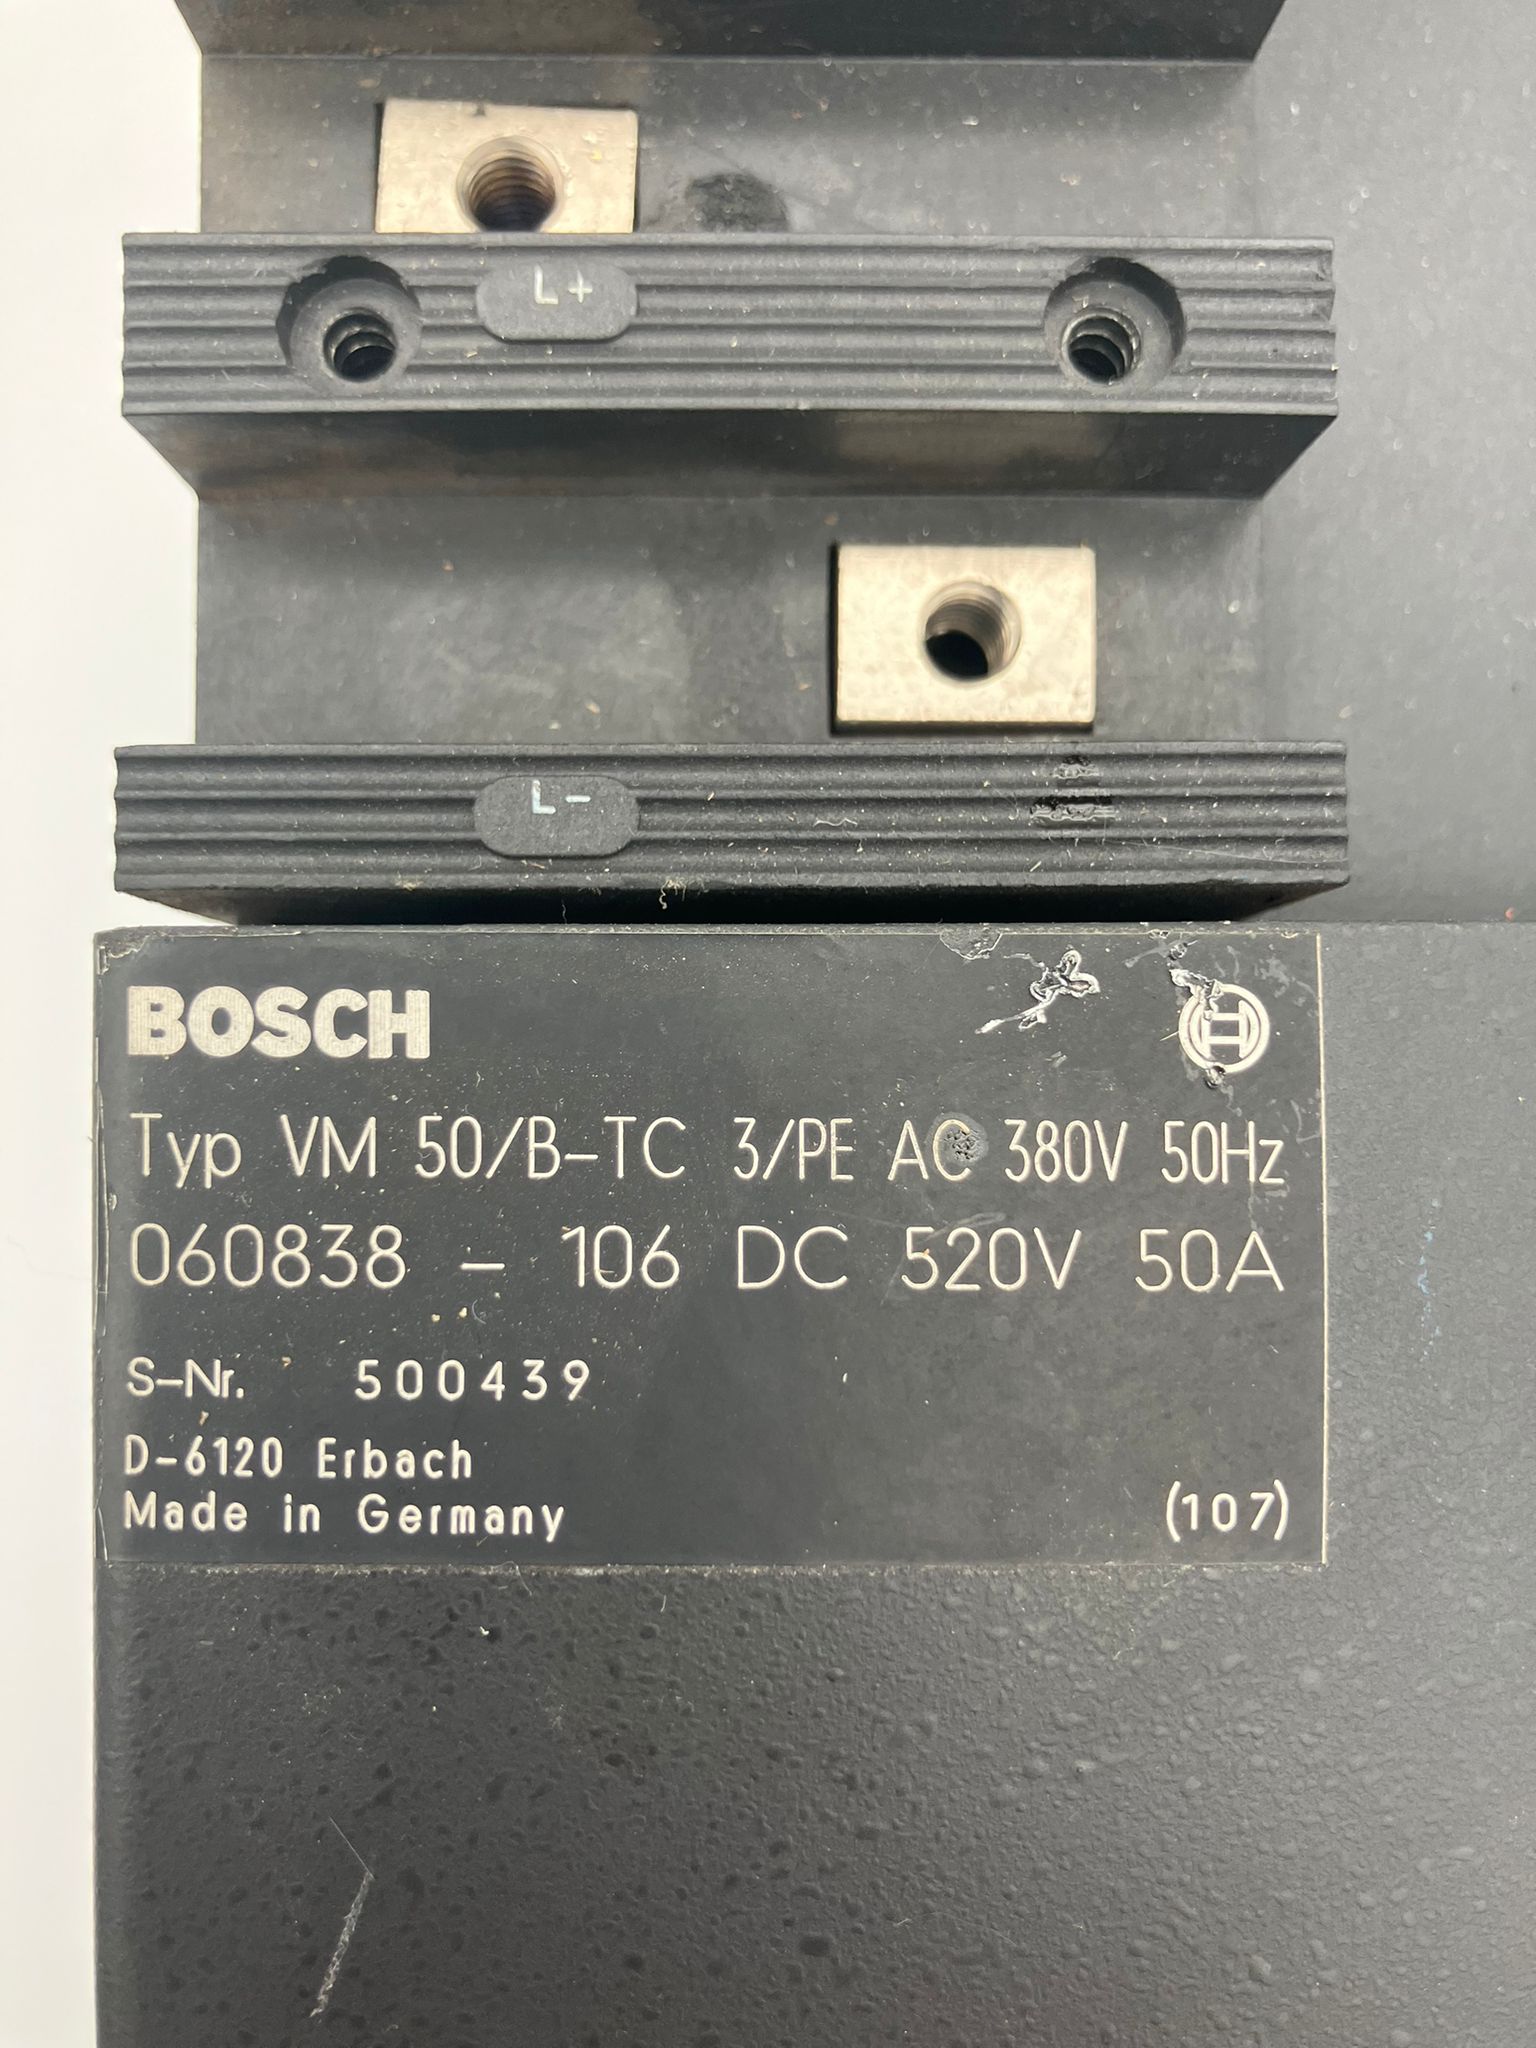 L+
L-
BOSCH
Typ VM 50/B-TC 3/PE AC 380V 50Hz
060838 - 106 DC 520V 50A
S-Nr. 500439
D-6120 Erbach
Made in Germany (107)